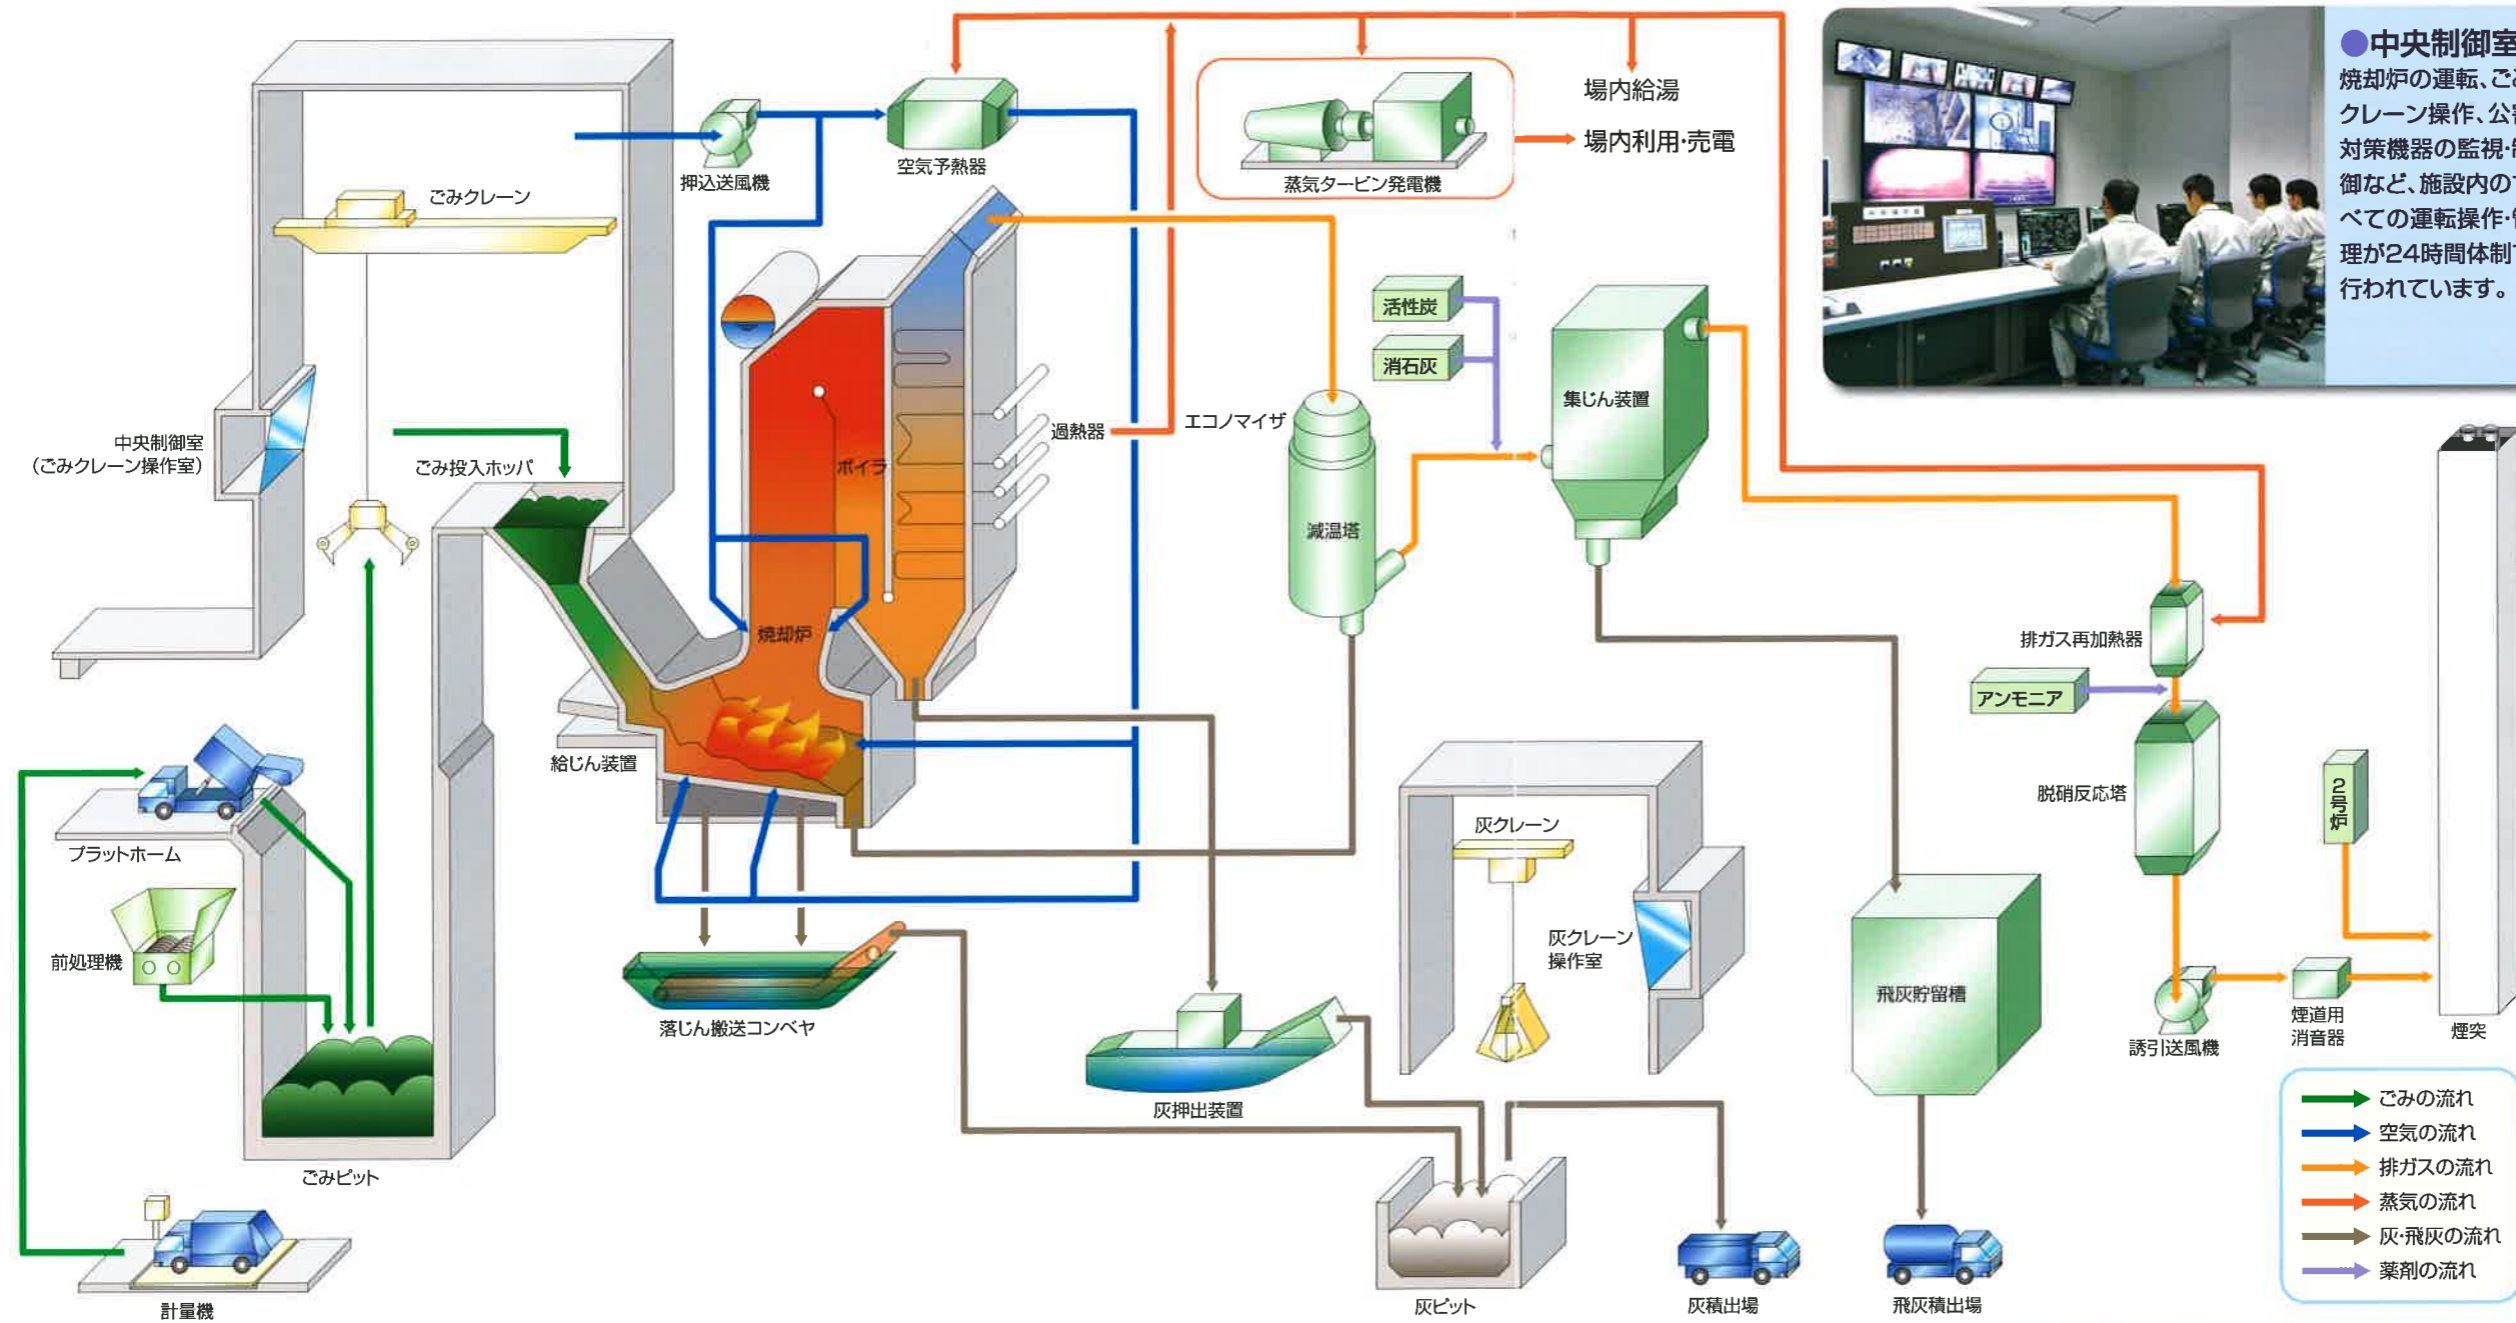 ●中央制御室
焼却炉の運転、ごみ
クレーン操作、公害
対策機器の監視・制
御など、施設内のす
べての運転操作・管
理が24時間体制で
行われています。
ごみクレーン
押込送風機
空気予熱器
蒸気タービン発電機
場内給湯
場内利用・売電
中央制御室
(ごみクレーン操作室)
ごみ投入ホッパ
ボイラ
過熱器
エコノマイザ
活性炭
消石灰
集じん装置
減温塔
焼却炉
給じん装置
排ガス再加熱器
アンモニア
脱硝反応塔
2号炉
プラットホーム
前処理機
落じん搬送コンベヤ
灰クレーン
灰クレーン
操作室
飛灰貯留槽
誘引送風機
煙道用
消音器
煙突
灰押出装置
ごみピット
計量機
灰ピット
灰積出場
飛灰積出場
ごみの流れ
空気の流れ
排ガスの流れ
蒸気の流れ
灰・飛灰の流れ
薬剤の流れ